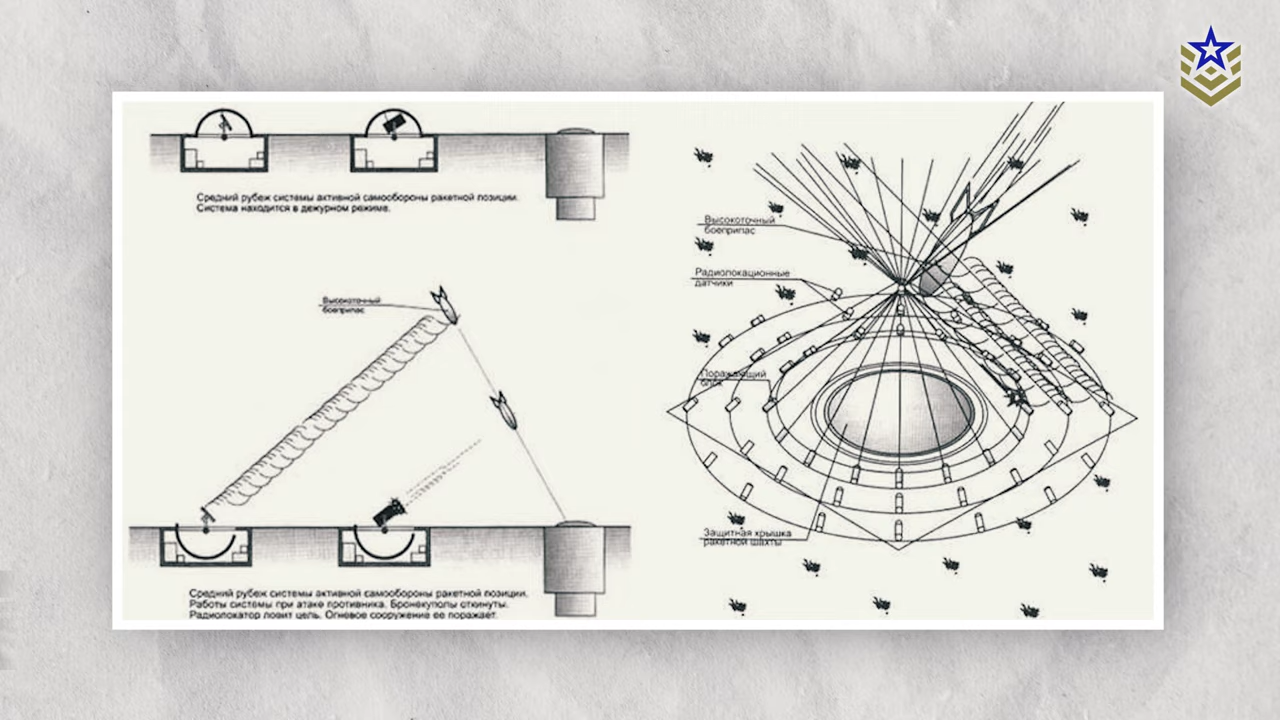 Средний рубеж системы активной самообороны ракетной позиции.
Система находится в дежурном режиме.
Высокоточный
боеприпас
Средний рубеж системы активной самообороны ракетной позиции.
Работы системы при атаке противника. Бронекуполы откинуты.
Радиолокатор ловит цель. Огневое сооружение ее поражает.
Высокоточный
боеприпас
Радиолокационные
датчики
Поражающий
блок
Защитная крышка
ракетной шахты